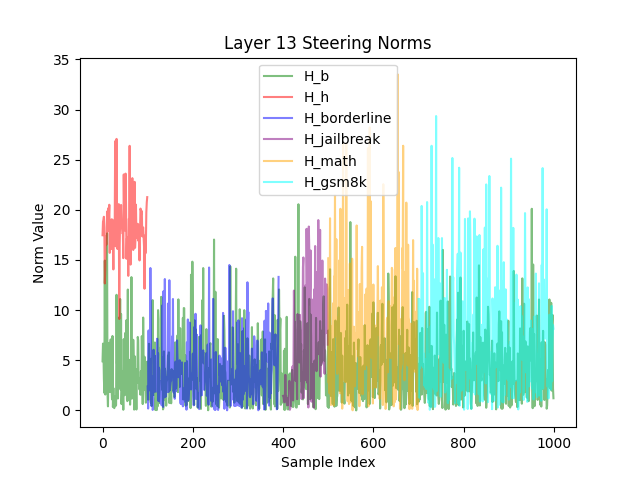 Layer 13 Steering Norms
35
30
25
20
15
10
5
0
Norm Value
H_b
H_h
H_borderline
H_jailbreak
H_math
H_gsm8k
0
200
400
600
800
1000
Sample Index